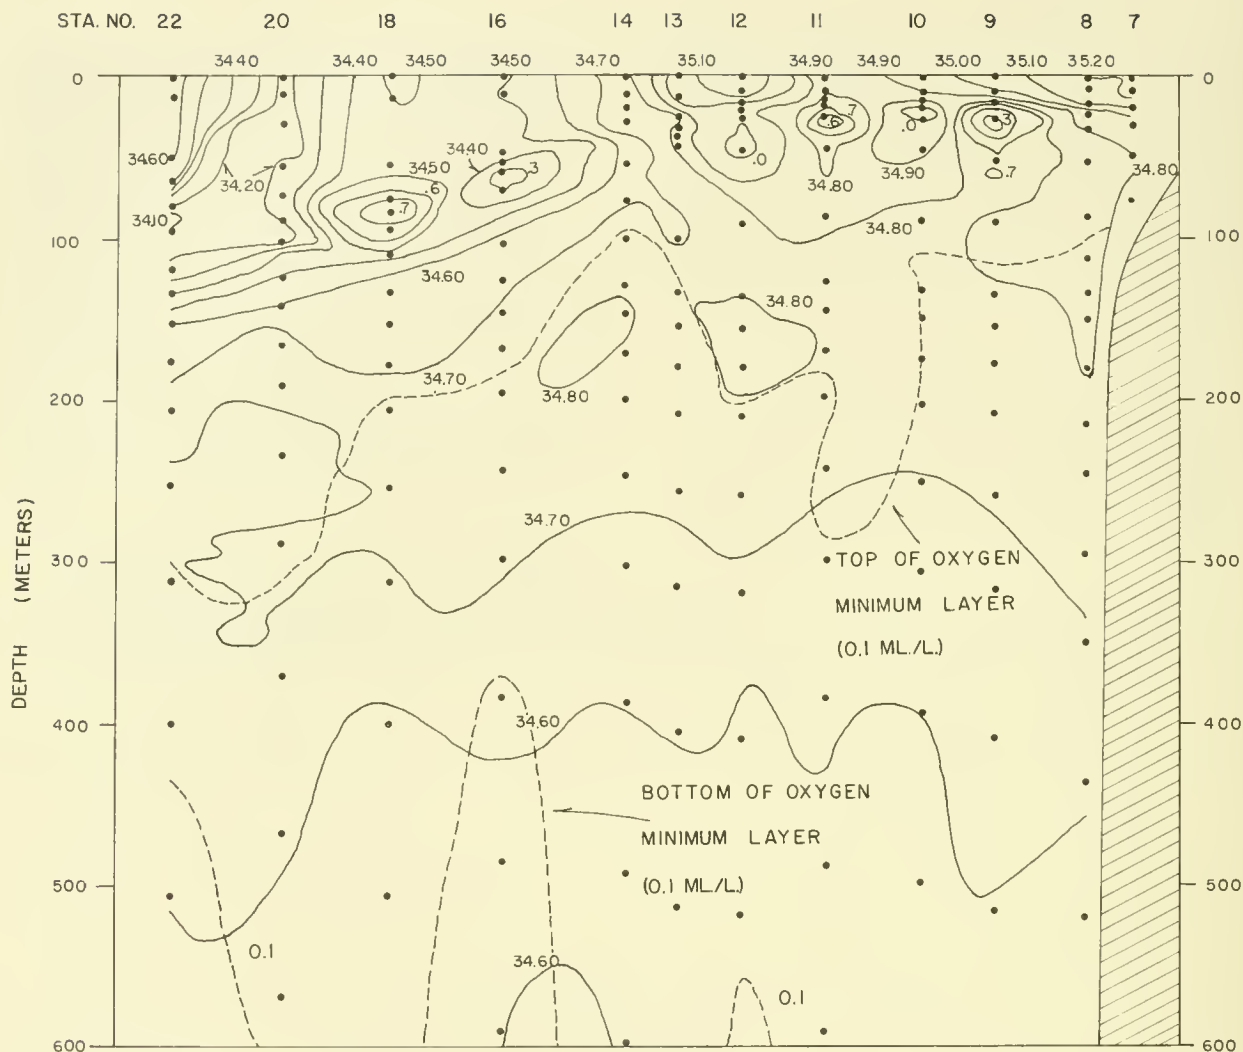 STA. NO. 22 20 18 16 14 13 12 11 10 9 8 7
34.40 34.40 34.50 34.50 34.70 35.10 34.90 34.90 35.00 35.10 35.20
0 0
.7
.6 .0 .3
34.40 .3
34.60 34.50 .0 34.80
34.20 .6 34.80 34.90 .7
34.10 .7
34.80
100 100
34.60
34.80
34.70
34.80
200 200
34.70
DEPTH (METERS)
300 300
TOP OF OXYGEN
MINIMUM LAYER
(0.1 ML./L.)
400 34.60 400
BOTTOM OF OXYGEN
MINIMUM LAYER
(0.1 ML./L.)
500 500
0.1
34.60
0.1
600 600